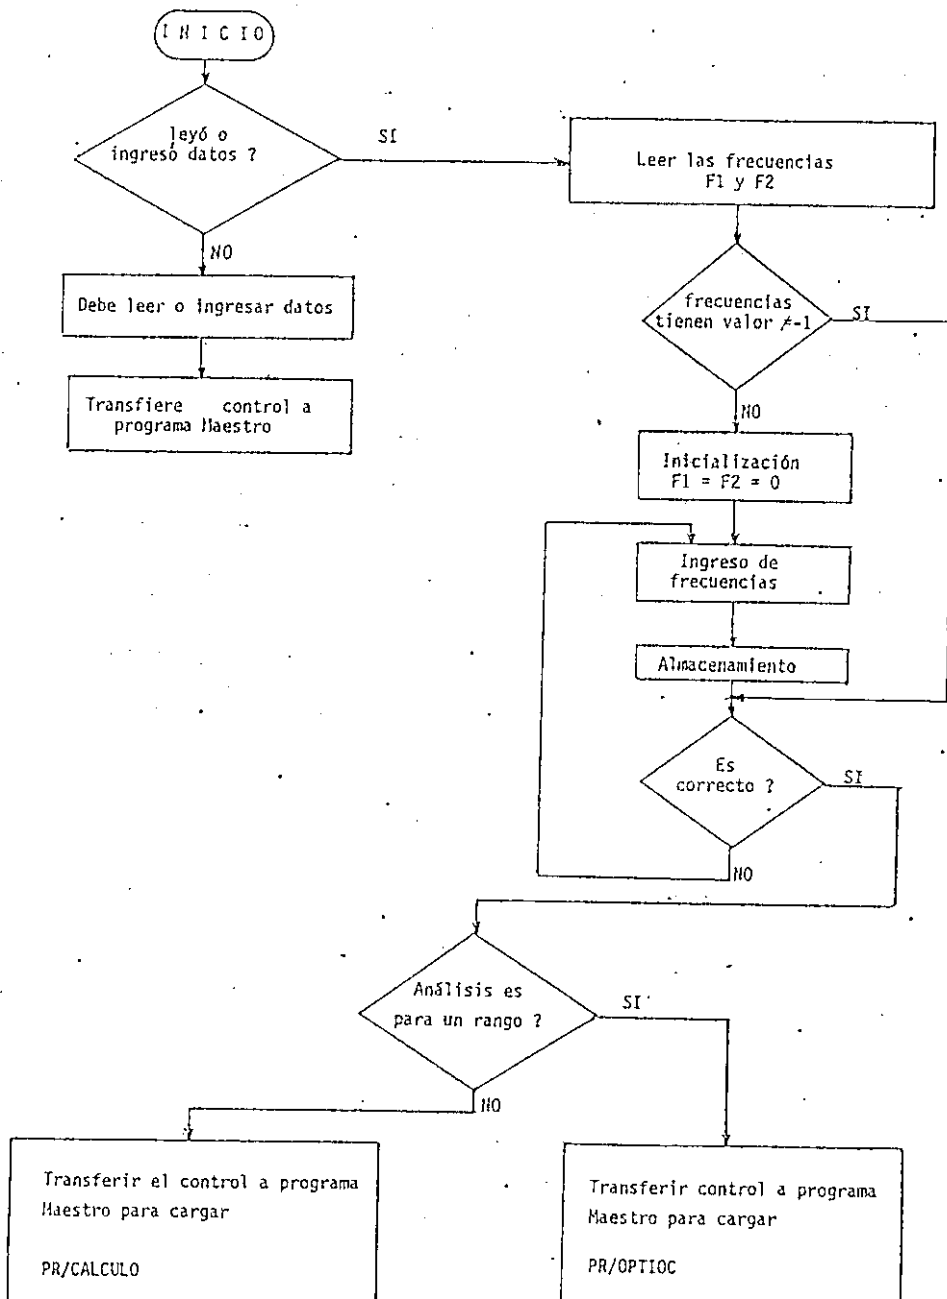 INICIO
leyó o
ingresó datos ?
SI
NO
Debe leer o ingresar datos
Transfiere control a
programa Maestro
Leer las frecuencias
F1 y F2
frecuencias
tienen valor ≠-1
SI
NO
Inicialización
F1 = F2 = 0
Ingreso de
frecuencias
Almacenamiento
Es
correcto ?
SI
NO
Análisis es
para un rango ?
SI
NO
Transferir el control a programa
Maestro para cargar
PR/CALCULO
Transferir control a programa
Maestro para cargar
PR/OPTIOC